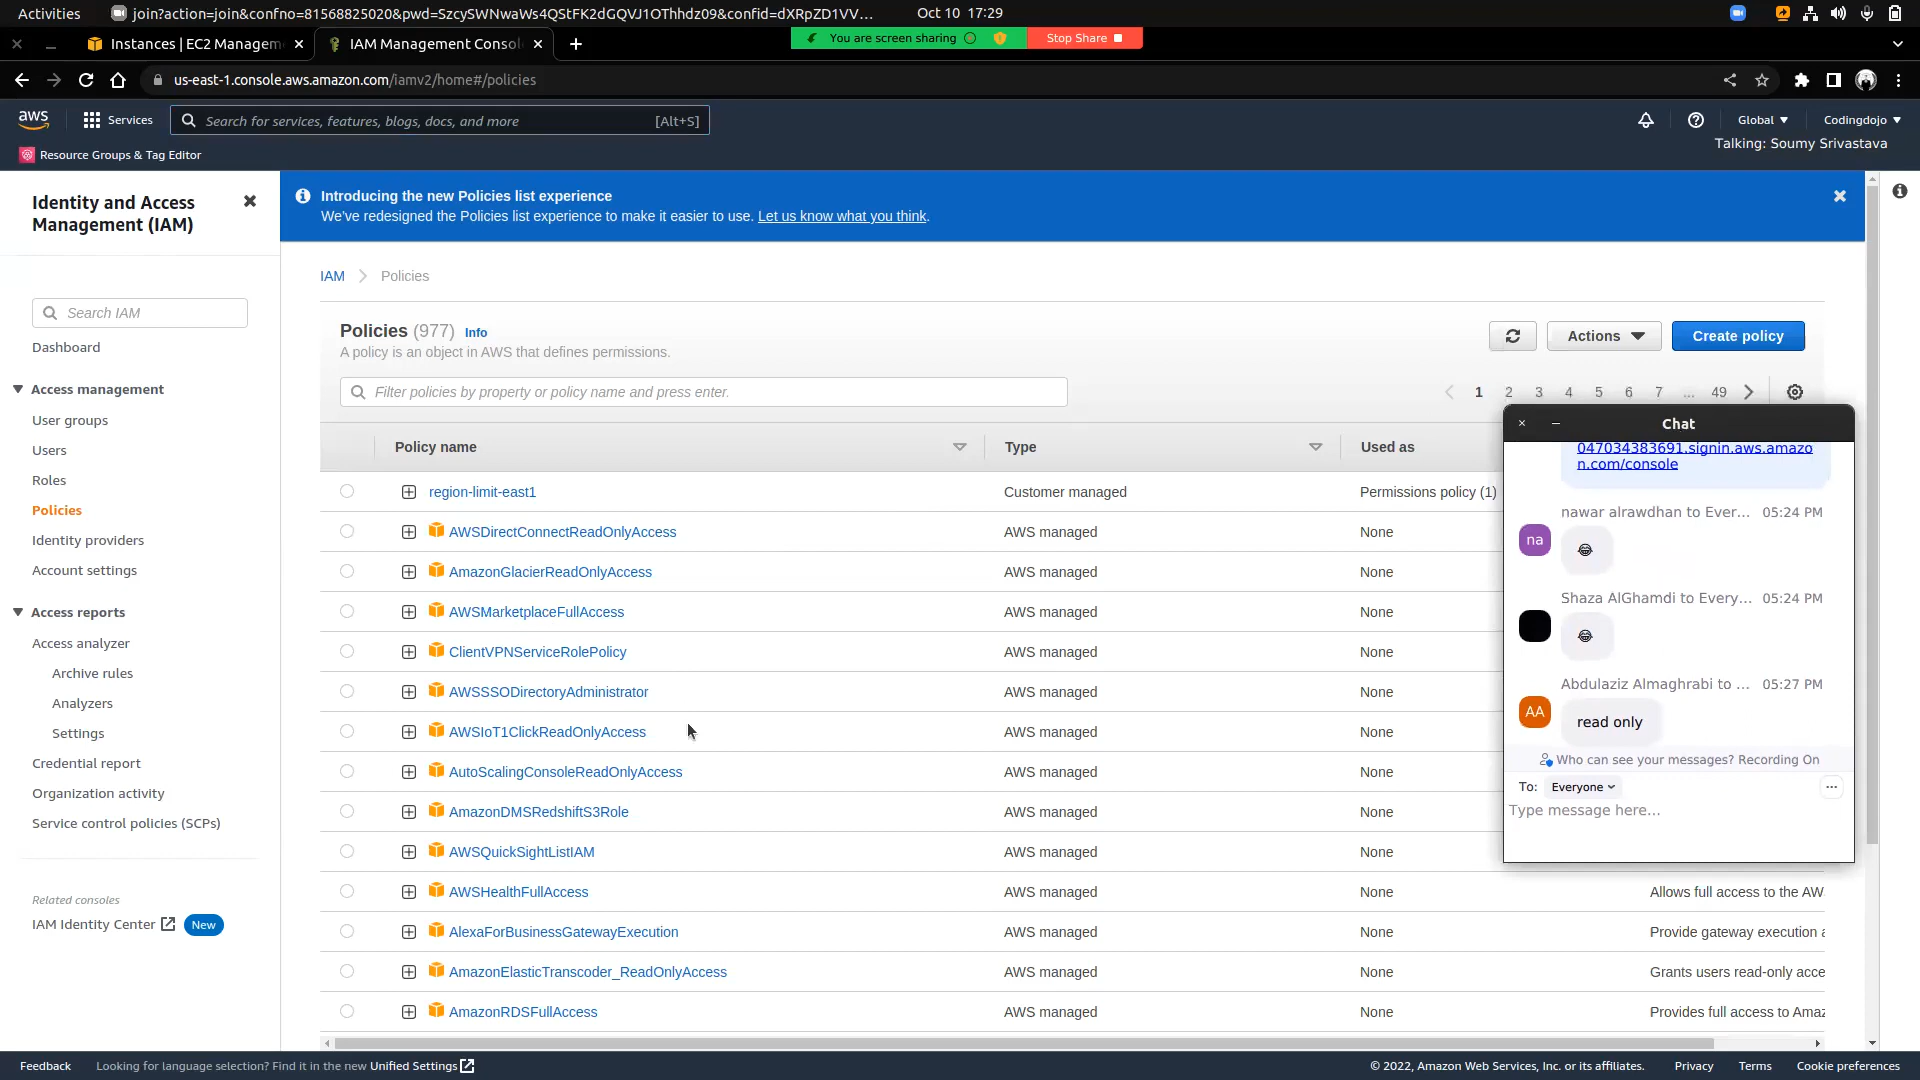 Activities
join?action=join&confno=81568825020&pwd=SzcySWNwaWs4QStFK2dGQVJ1OThhdz09&confid=dXRpZD1VV...
Oct 10 17:29
Instances | EC2 Managem
IAM Management Consol
You are screen sharing
Stop Share
us-east-1.console.aws.amazon.com/iamv2/home#/policies
aws
Services
Search for services, features, blogs, docs, and more
[Alt+S]
Global
Codingdojo
Resource Groups & Tag Editor
Talking: Soumy Srivastava
Identity and Access Management (IAM)
Search IAM
Dashboard
Access management
User groups
Users
Roles
Policies
Identity providers
Account settings
Access reports
Access analyzer
Archive rules
Analyzers
Settings
Credential report
Organization activity
Service control policies (SCPs)
Related consoles
IAM Identity Center New
Introducing the new Policies list experience
We've redesigned the Policies list experience to make it easier to use. Let us know what you think.
IAM > Policies
Policies (977) Info
A policy is an object in AWS that defines permissions.
Actions
Create policy
Filter policies by property or policy name and press enter.
1 2 3 4 5 6 7 ... 49
Policy name Type Used as
region-limit-east1 Customer managed Permissions policy (1)
AWSDirectConnectReadOnlyAccess AWS managed None
AmazonGlacierReadOnlyAccess AWS managed None
AWSMarketplaceFullAccess AWS managed None
ClientVPNServiceRolePolicy AWS managed None
AWSSSODirectoryAdministrator AWS managed None
AWSIoT1ClickReadOnlyAccess AWS managed None
AutoScalingConsoleReadOnlyAccess AWS managed None
AmazonDMSRedshiftS3Role AWS managed None
AWSQuickSightListIAM AWS managed None
AWSHealthFullAccess AWS managed None Allows full access to the AW
AlexaForBusinessGatewayExecution AWS managed None Provide gateway execution a
AmazonElasticTranscoder_ReadOnlyAccess AWS managed None Grants users read-only acce
AmazonRDSFullAccess AWS managed None Provides full access to Amaz
Chat
047034383691.signin.aws.amazo
n.com/console
nawar alrawdhan to Ever... 05:24 PM
na
😂
Shaza AlGhamdi to Every... 05:24 PM
😂
Abdulaziz Almaghrabi to ... 05:27 PM
AA
read only
Who can see your messages? Recording On
To: Everyone
...
Type message here...
Feedback
Looking for language selection? Find it in the new Unified Settings
© 2022, Amazon Web Services, Inc. or its affiliates.
Privacy
Terms
Cookie preferences